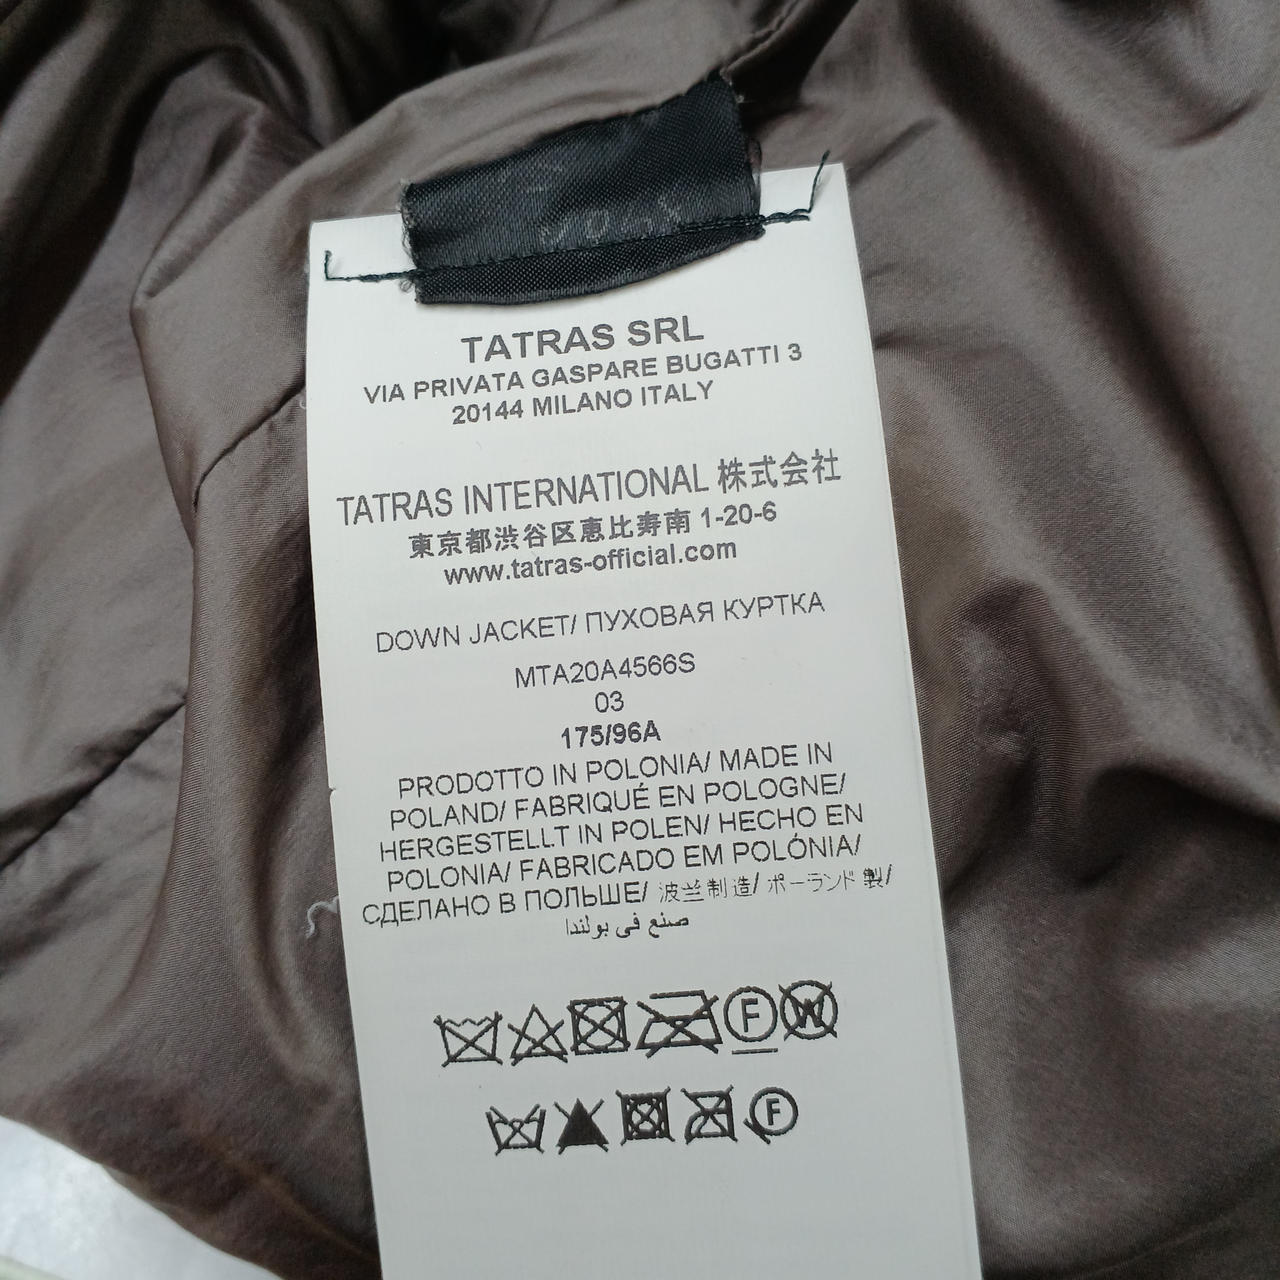 TATRAS SRL
VIA PRIVATA GASPARE BUGATTI 3
20144 MILANO ITALY
TATRAS INTERNATIONAL 株式会社
東京都渋谷区恵比寿南 1-20-6
www.tatras-official.com
DOWN JACKET/ ПУХОВАЯ КУРТКА
MTA20A4566S
03
175/96A
PRODOTTO IN POLONIA/ MADE IN
POLAND/ FABRIQUÉ EN POLOGNE/
HERGESTELLT IN POLEN/ HECHO EN
POLONIA/ FABRICADO EM POLÓNIA/
СДЕЛАНО В ПОЛЬШЕ/ 波兰制造/ ポーランド製/
صنع في بولندا
F W
F